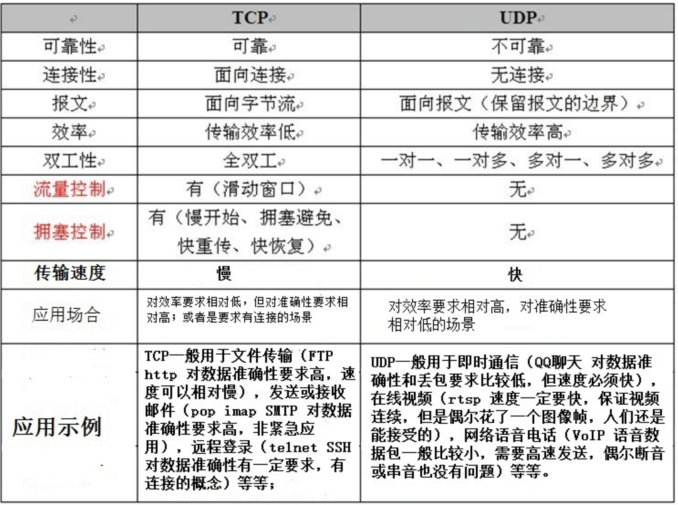 TCP UDP
可靠性 可靠 不可靠
连接性 面向连接 无连接
报文 面向字节流 面向报文（保留报文的边界）
效率 传输效率低 传输效率高
双工性 全双工 一对一、一对多、多对一、多对多
流量控制 有（滑动窗口） 无
拥塞控制 有（慢开始、拥塞避免、
快重传、快恢复） 无
传输速度 慢 快
应用场合 对效率要求相对低，但对准确性要求相
对高；或者是要求有连接的场景
对效率要求相对高，对准确性要求
相对低的场景
应用示例
TCP一般用于文件传输（FTP
http 对数据准确性要求高，速
度可以相对慢），发送或接收
邮件（pop imap SMTP 对数据
准确性要求高，非紧急应
用），远程登录（telnet SSH
对数据准确性有一定要求，有
连接的概念）等等；
UDP一般用于即时通信（QQ聊天 对数据准
确性和丢包要求比较低，但速度必须快），
在线视频（rtsp 速度一定要快，保证视频
连续，但是偶尔花了一个图像帧，人们还是
能接受的），网络语音电话（VoIP 语音数
据包一般比较小，需要高速发送，偶尔断音
或串音也没有问题）等等。